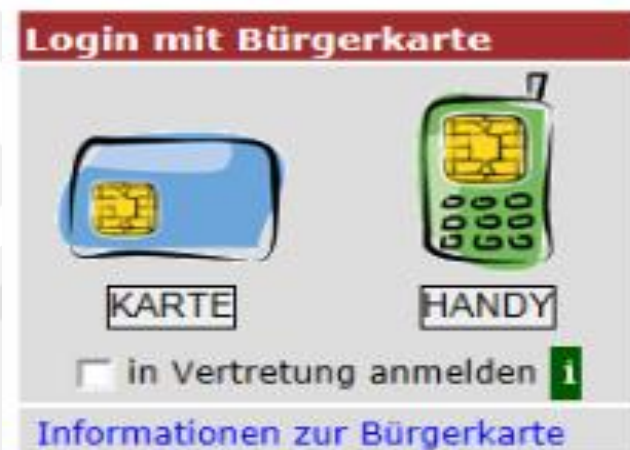 Login mit Bürgerkarte
KARTE HANDY
in Vertretung anmelden i
Informationen zur Bürgerkarte